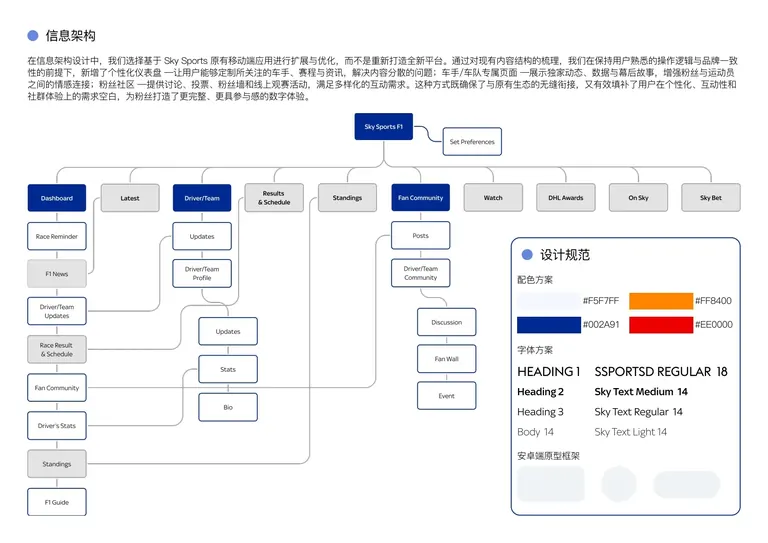 信息架构
在信息架构设计中，我们选择基于 Sky Sports 原有移动端应用进行扩展与优化，而不是重新打造全新平台。通过对现有内容结构的梳理，我们在保持用户熟悉的操作逻辑与品牌一致
性的前提下，新增了个性化仪表盘 —让用户能够定制所关注的车手、赛程与资讯，解决内容分散的问题；车手/车队专属页面 —展示独家动态、数据与幕后故事，增强粉丝与运动员
之间的情感连接；粉丝社区 —提供讨论、投票、粉丝墙和线上观赛活动，满足多样化的互动需求。这种方式既确保了与原有生态的无缝衔接，又有效填补了用户在个性化、互动性和
社群体验上的需求空白，为粉丝打造了更完整、更具参与感的数字体验。
Sky Sports F1
Set Preferences
Dashboard
Latest
Driver/Team
Results
& Schedule
Standings
Fan Community
Watch
DHL Awards
On Sky
Sky Bet
Race Reminder
F1 News
Driver/Team
Updates
Race Result
& Schedule
Fan Community
Driver's Stats
Standings
F1 Guide
Updates
Driver/Team
Profile
Updates
Stats
Bio
Posts
Driver/Team
Community
Discussion
Fan Wall
Event
设计规范
配色方案
#F5F7FF
#FF8400
#002A91
#EE0000
字体方案
HEADING 1 SSPORTSD REGULAR 18
Heading 2 Sky Text Medium 14
Heading 3 Sky Text Regular 14
Body 14 Sky Text Light 14
安卓端原型框架